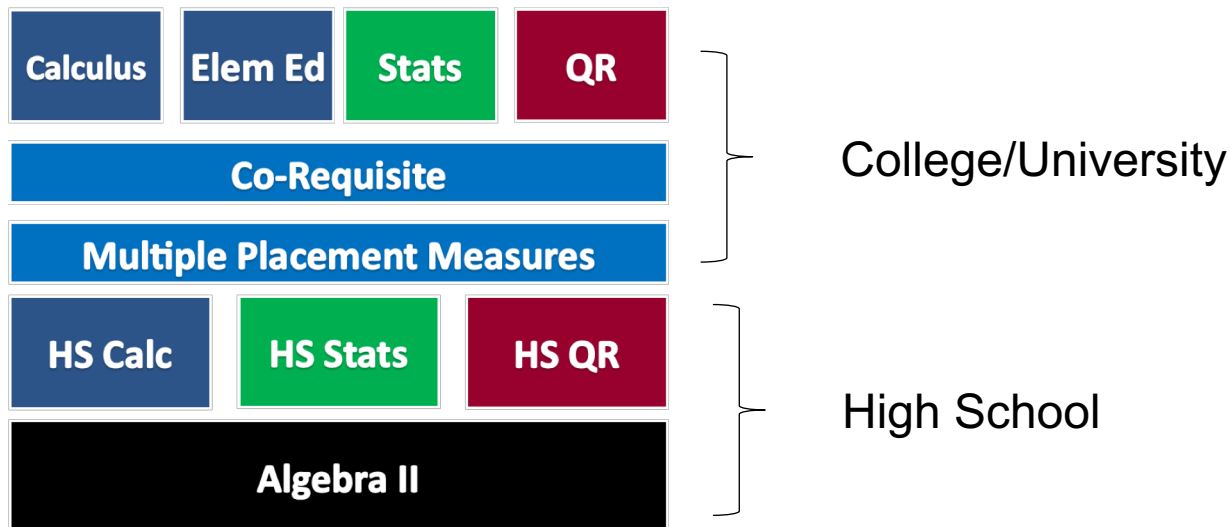 Calculus
Elem Ed
Stats
QR
Co-Requisite
College/University
Multiple Placement Measures
HS Calc
HS Stats
HS QR
High School
Algebra II